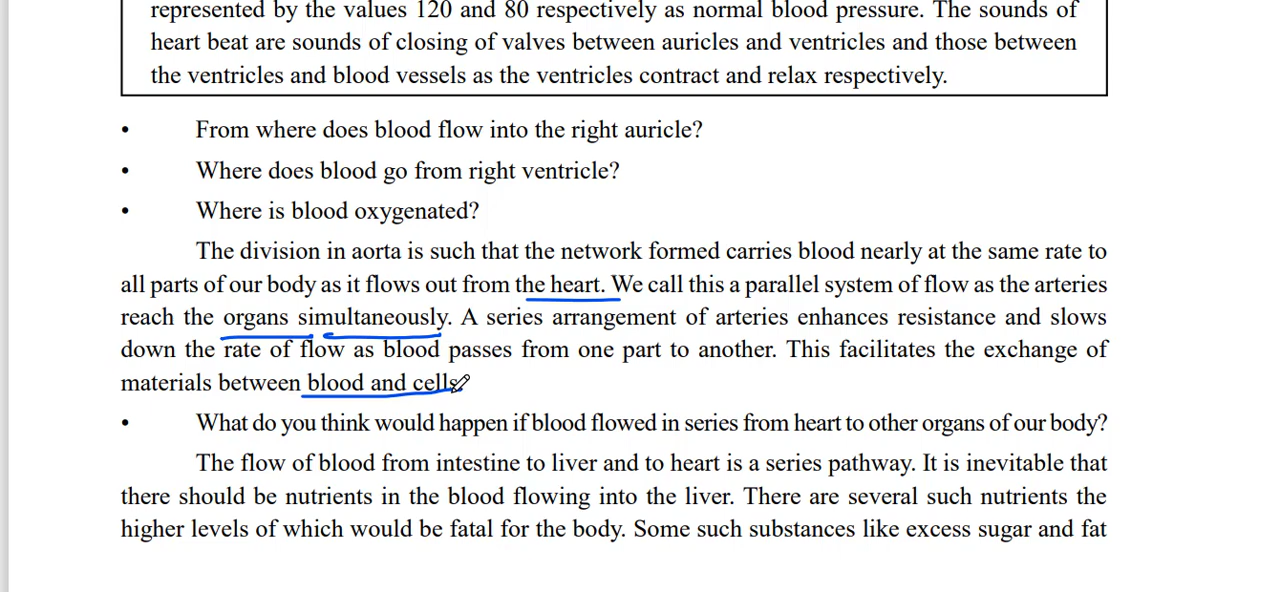 represented by the values 120 and 80 respectively as normal blood pressure. The sounds of
heart beat are sounds of closing of valves between auricles and ventricles and those between
the ventricles and blood vessels as the ventricles contract and relax respectively.
• From where does blood flow into the right auricle?
• Where does blood go from right ventricle?
• Where is blood oxygenated?
The division in aorta is such that the network formed carries blood nearly at the same rate to
all parts of our body as it flows out from the heart. We call this a parallel system of flow as the arteries
reach the organs simultaneously. A series arrangement of arteries enhances resistance and slows
down the rate of flow as blood passes from one part to another. This facilitates the exchange of
materials between blood and cells
• What do you think would happen if blood flowed in series from heart to other organs of our body?
The flow of blood from intestine to liver and to heart is a series pathway. It is inevitable that
there should be nutrients in the blood flowing into the liver. There are several such nutrients the
higher levels of which would be fatal for the body. Some such substances like excess sugar and fat